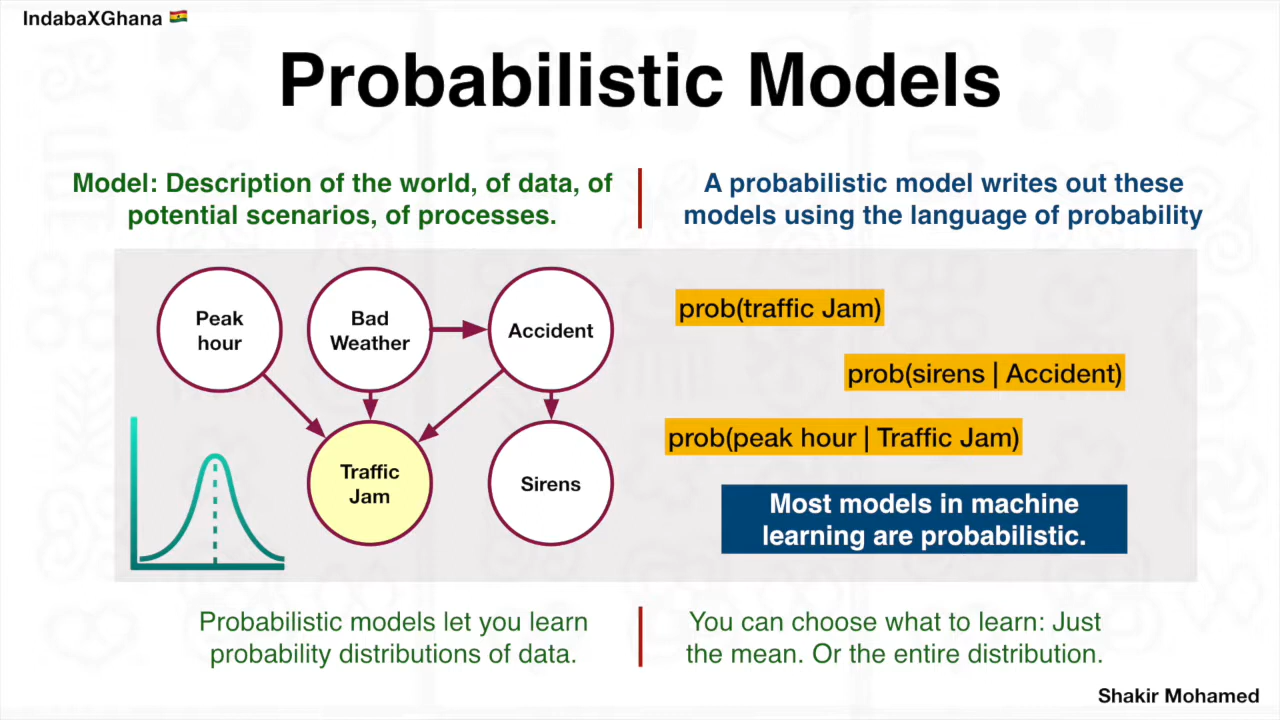 IndabaXGhana 🇬🇭
Probabilistic Models
Model: Description of the world, of data, of
potential scenarios, of processes.
A probabilistic model writes out these
models using the language of probability
Peak
hour
Bad
Weather
Accident
Traffic
Jam
Sirens
prob(traffic Jam)
prob(sirens | Accident)
prob(peak hour | Traffic Jam)
Most models in machine
learning are probabilistic.
Probabilistic models let you learn
probability distributions of data.
You can choose what to learn: Just
the mean. Or the entire distribution.
Shakir Mohamed